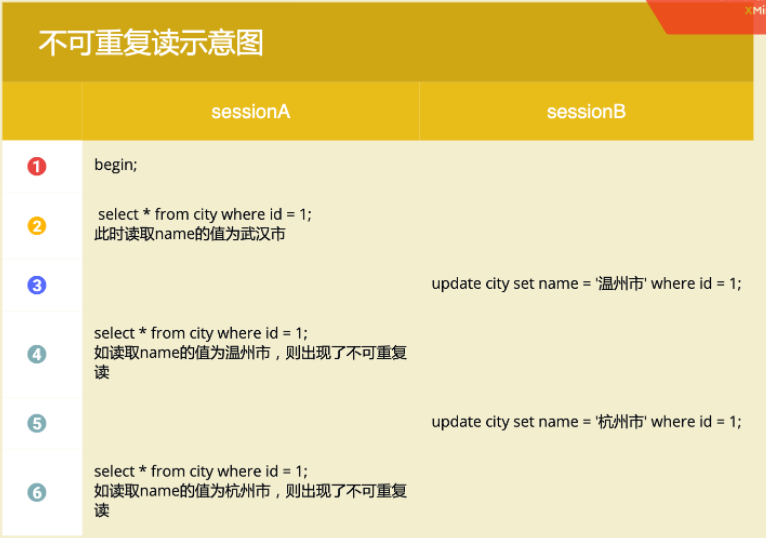 XMi
不可重复读示意图
sessionA
sessionB
1
begin;
2
select * from city where id = 1;
此时读取name的值为武汉市
3
update city set name = '温州市' where id = 1;
4
select * from city where id = 1;
如读取name的值为温州市，则出现了不可重复
读
5
update city set name = '杭州市' where id = 1;
6
select * from city where id = 1;
如读取name的值为杭州市，则出现了不可重复
读